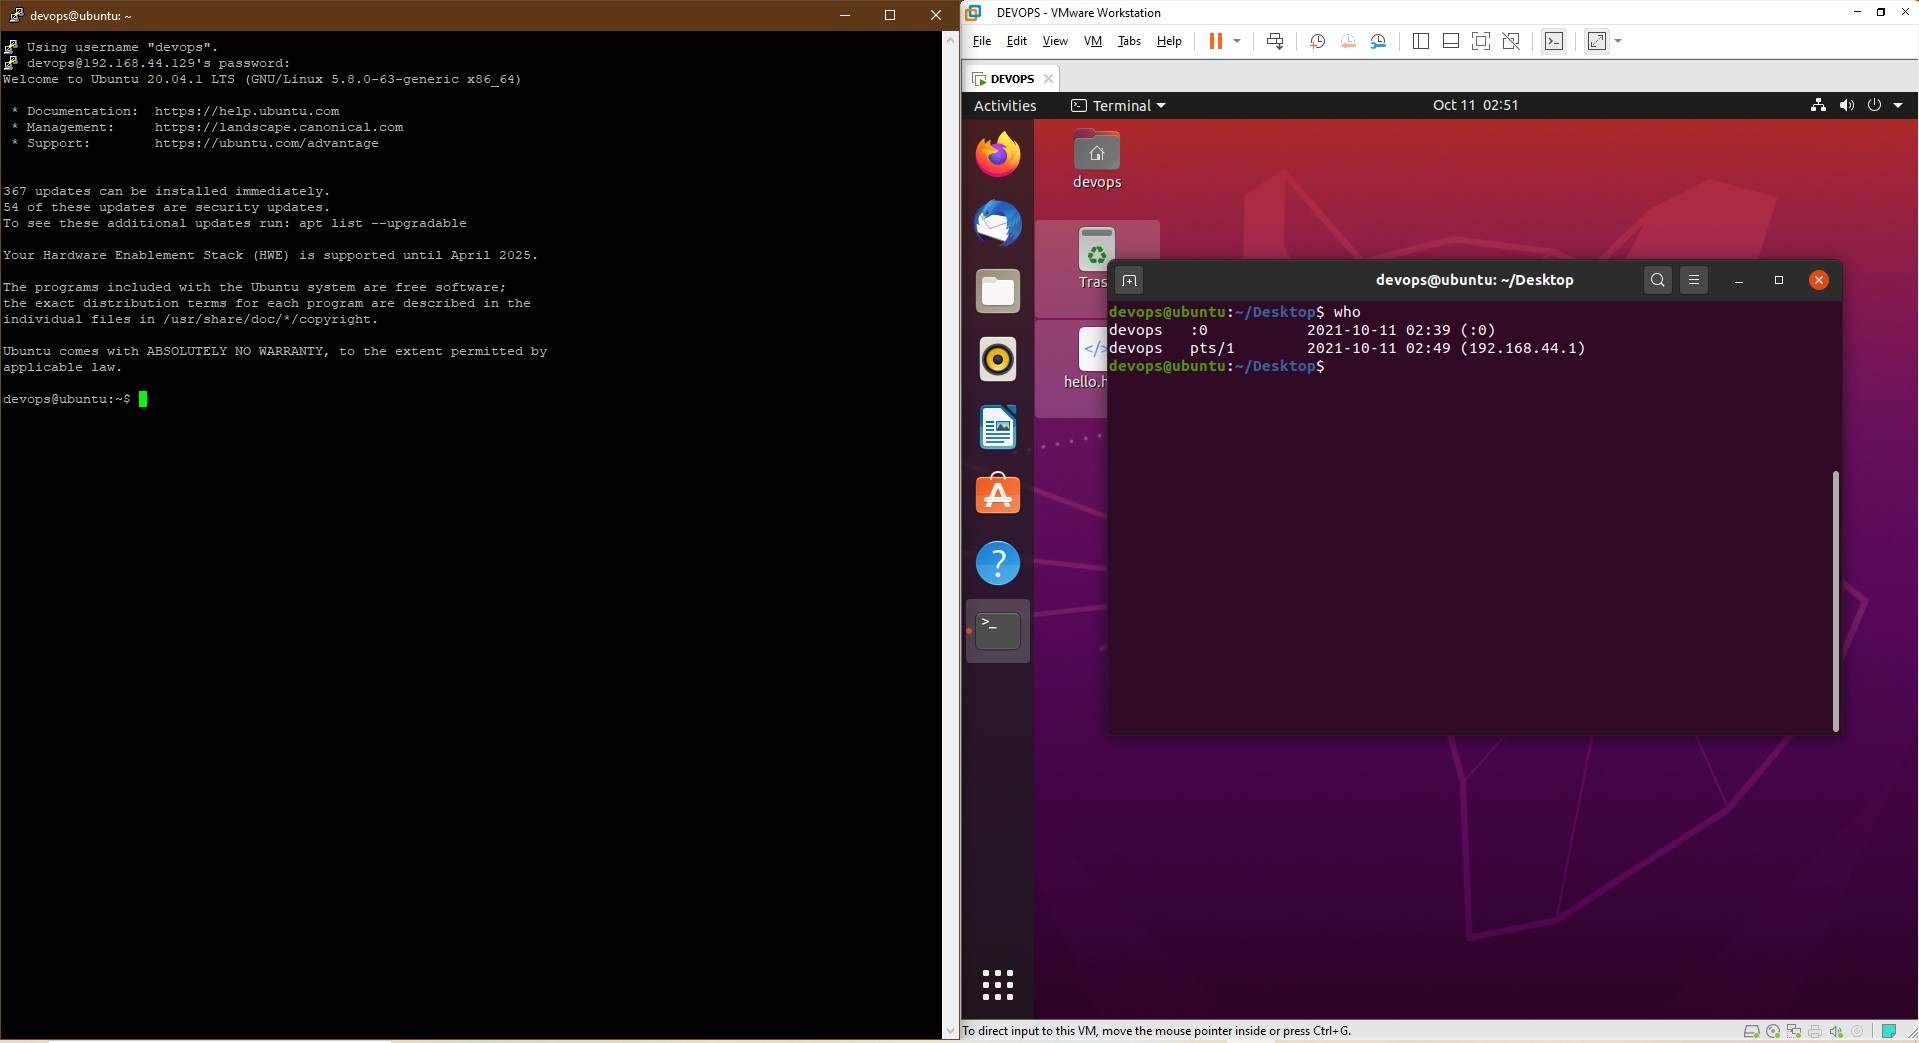 devops@ubuntu: ~
Using username "devops".
devops@192.168.44.129's password:
Welcome to Ubuntu 20.04.1 LTS (GNU/Linux 5.8.0-63-generic x86_64)
* Documentation: https://help.ubuntu.com
* Management: https://landscape.canonical.com
* Support: https://ubuntu.com/advantage
367 updates can be installed immediately.
54 of these updates are security updates.
To see these additional updates run: apt list --upgradable
Your Hardware Enablement Stack (HWE) is supported until April 2025.
The programs included with the Ubuntu system are free software;
the exact distribution terms for each program are described in the
individual files in /usr/share/doc/*/copyright.
Ubuntu comes with ABSOLUTELY NO WARRANTY, to the extent permitted by
applicable law.
devops@ubuntu:~$
DEVOPS - VMware Workstation
File Edit View VM Tabs Help
DEVOPS
Activities Terminal Oct 11 02:51
devops
Tras
hello.h
devops@ubuntu: ~/Desktop
devops@ubuntu:~/Desktop$ who
devops :0 2021-10-11 02:39 (:0)
devops pts/1 2021-10-11 02:49 (192.168.44.1)
devops@ubuntu:~/Desktop$
To direct input to this VM, move the mouse pointer inside or press Ctrl+G.